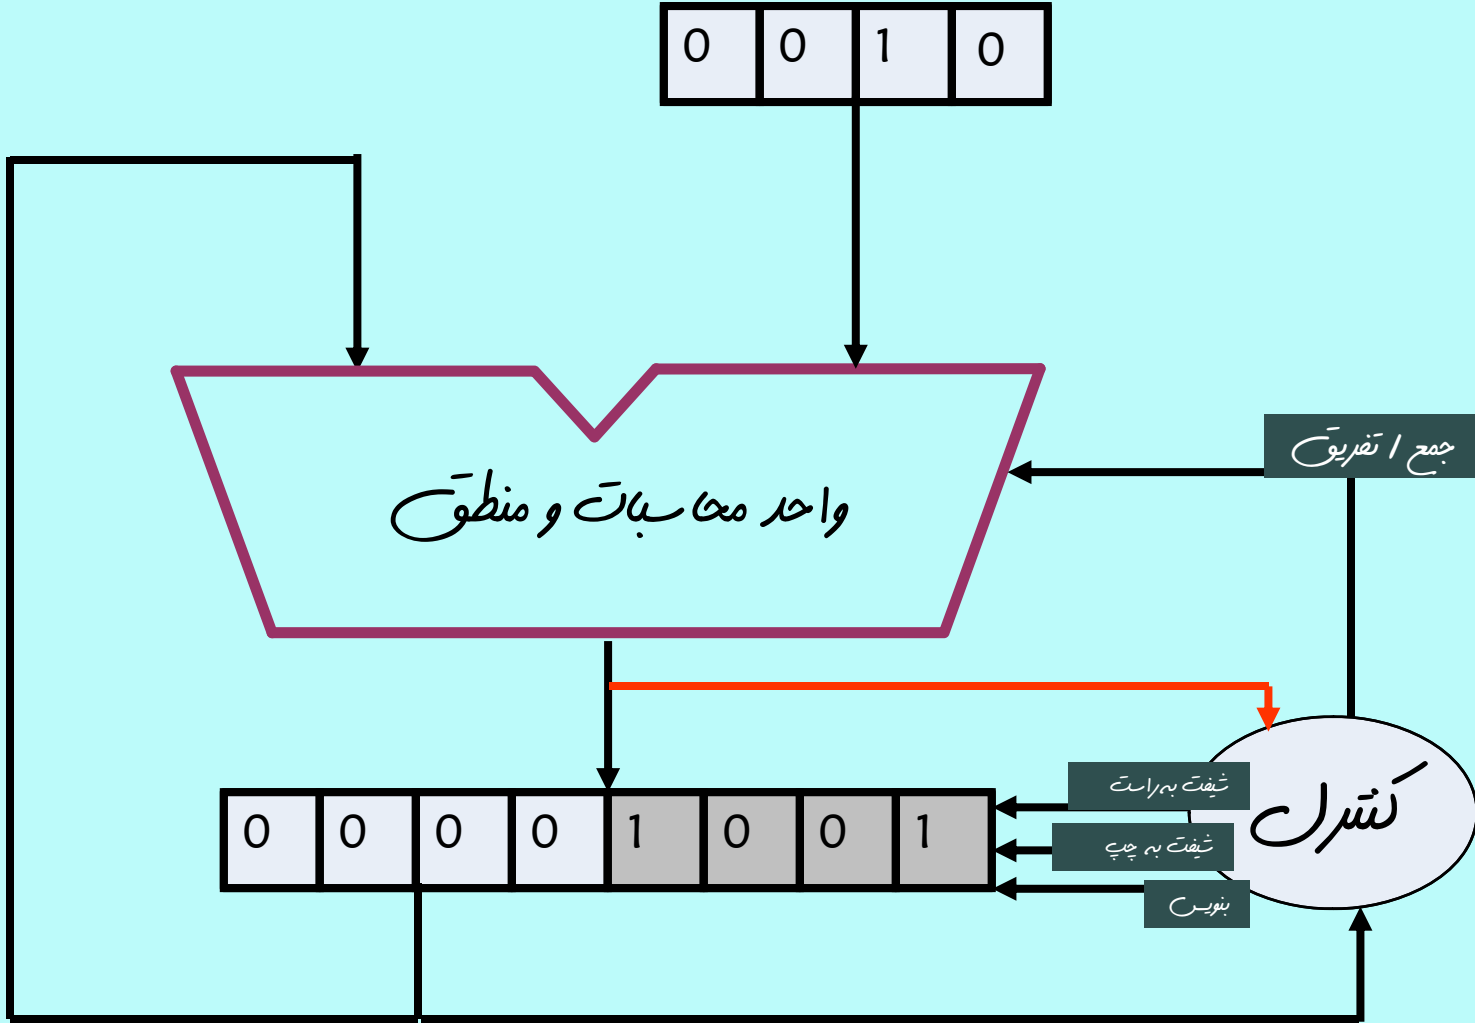 0 0 1 0
جمع / تفریق
واحد محاسبات و منطق
شیفت به راست
کنترل
0 0 0 0 1 0 0 1
شیفت به چپ
بنویس